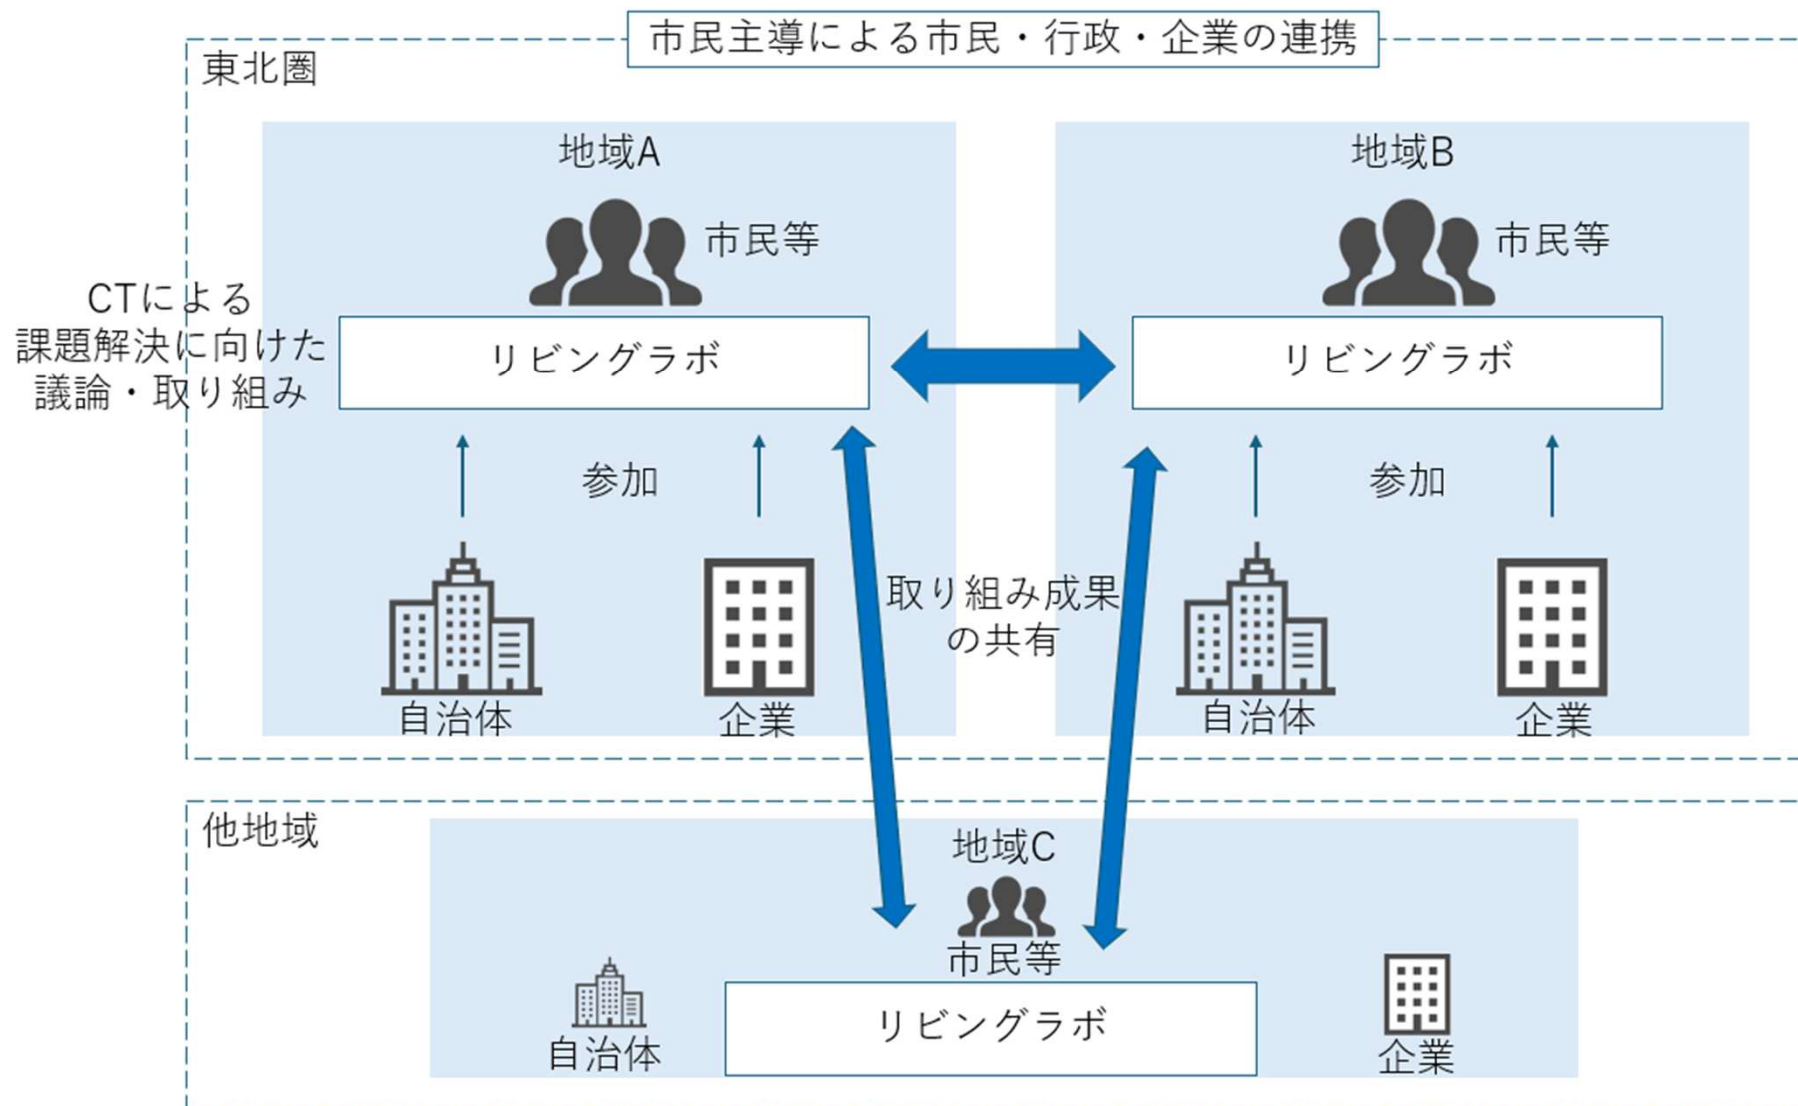 市民主導による市民・行政・企業の連携
東北圏
地域A
市民等
CTによる
課題解決に向けた
議論・取り組み
リビングラボ
参加
自治体
企業
地域B
市民等
リビングラボ
参加
自治体
企業
取り組み成果
の共有
他地域
地域C
市民等
リビングラボ
自治体
企業